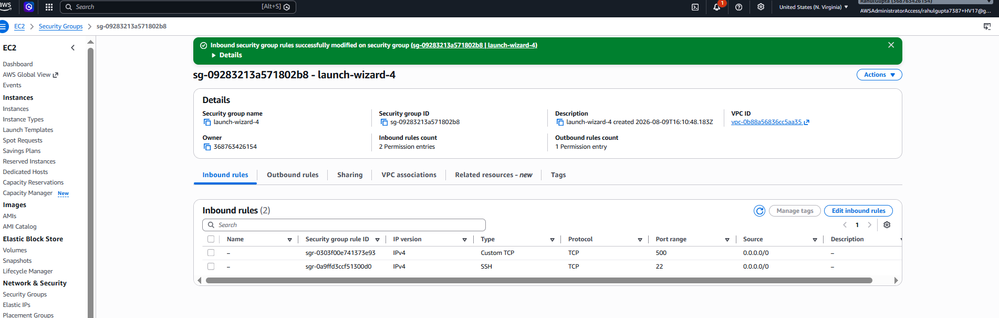 aws
Search [Alt+S]
1
United States (N. Virginia)
RahulGupta (368763426154)
AWSAdministratorAccess/rahulgupta7387+HV17@g...
EC2 Security Groups sg-09283213a571802b8
EC2
Dashboard
AWS Global View
Events
Instances
Instances
Instance Types
Launch Templates
Spot Requests
Savings Plans
Reserved Instances
Dedicated Hosts
Capacity Reservations
Capacity Manager New
Images
AMIs
AMI Catalog
Elastic Block Store
Volumes
Snapshots
Lifecycle Manager
Network & Security
Security Groups
Elastic IPs
Placement Groups
Inbound security group rules successfully modified on security group (sg-09283213a571802b8 | launch-wizard-4)
Details
sg-09283213a571802b8 - launch-wizard-4
Actions
Details
Security group name
launch-wizard-4
Security group ID
sg-09283213a571802b8
Description
launch-wizard-4 created 2026-08-09T16:10:48.183Z
VPC ID
vpc-0b88a56836cc5aa35
Owner
368763426154
Inbound rules count
2 Permission entries
Outbound rules count
1 Permission entry
Inbound rules Outbound rules Sharing VPC associations Related resources - new Tags
Inbound rules (2)
Manage tags Edit inbound rules
Search
1
Name Security group rule ID IP version Type Protocol Port range Source Description
– sgr-0303f00e741373e93 IPv4 Custom TCP TCP 500 0.0.0.0/0 –
– sgr-0a9ffd3ccf51300d0 IPv4 SSH TCP 22 0.0.0.0/0 –